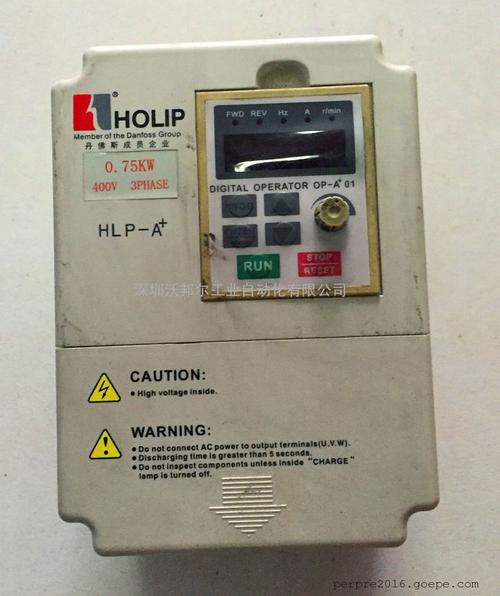 HOLIP®
Member of the Danfoss Group
丹佛斯成员企业
0.75KW
400V 3PHASE
HLP-A+
FWD REV Hz A r/min
DIGITAL OPERATOR OP-A+ 01
RUN
STOP
RESET
深圳沃邦尔工业自动化有限公司
CAUTION:
High voltage inside.
WARNING:
Do not connect AC power to output terminals(U.V.W).
Discharging time is greater than 5 seconds.
Do not inspect components unless inside "CHARGE"
lamp is turned off.
perpre2016.goepe.com